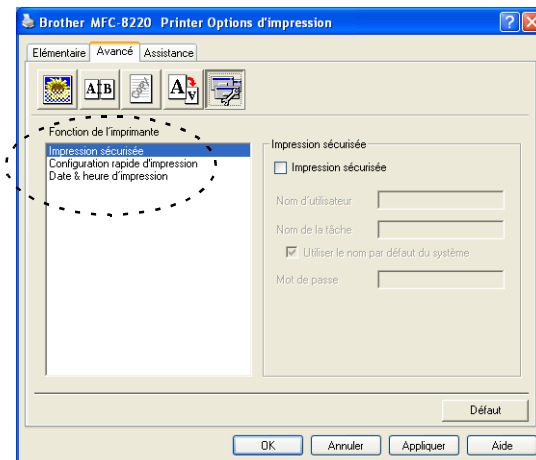 Brother MFC-8220 Printer Options d'impression
Elémentaire Avancé Assistance
A B
A A
Fonction de l'imprimante
Impression sécurisée
Configuration rapide d'impression
Date & heure d'impression
Impression sécurisée
Impression sécurisée
Nom d'utilisateur
Nom de la tâche
Utiliser le nom par défaut du système
Mot de passe
Défaut
OK Annuler Appliquer Aide